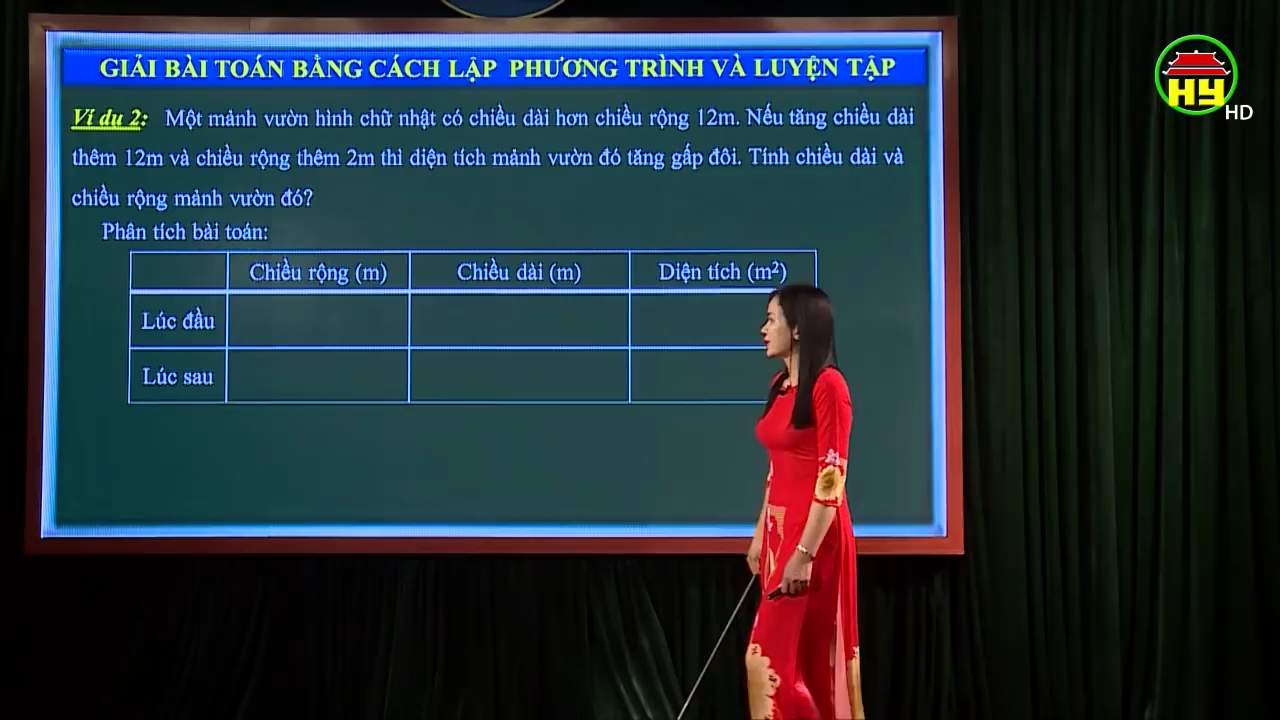 GIẢI BÀI TOÁN BẰNG CÁCH LẬP PHƯƠNG TRÌNH VÀ LUYỆN TẬP
Ví dụ 2: Một mảnh vườn hình chữ nhật có chiều dài hơn chiều rộng 12m. Nếu tăng chiều dài
thêm 12m và chiều rộng thêm 2m thì diện tích mảnh vườn đó tăng gấp đôi. Tính chiều dài và
chiều rộng mảnh vườn đó?
Phân tích bài toán:
Chiều rộng (m) Chiều dài (m) Diện tích (m²)
Lúc đầu
Lúc sau
HY
HD